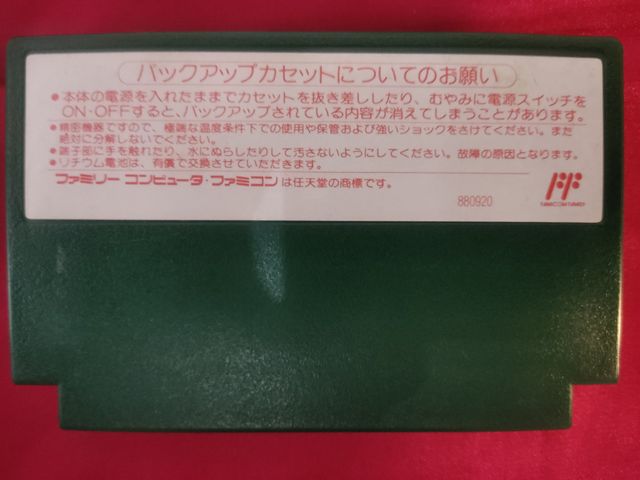 バックアップカセットについてのお願い
●本体の電源を入れたままでカセットを抜き差ししたり、むやみに電源スイッチを
ON・OFFすると、バックアップされている内容が消えてしまうことがあります。
●精密機器ですので、極端な温度条件下での使用や保管および強いショックをさけてください。また
絶対に分解しないでください。
●端子部に手を触れたり、水にぬらしたりして汚さないようにしてください。故障の原因となります。
●リチウム電池は、有償で交換させていただきます。
ファミリー コンピュータ・ファミコンは任天堂の商標です。
880920
FF
FAMICOM FAMILY